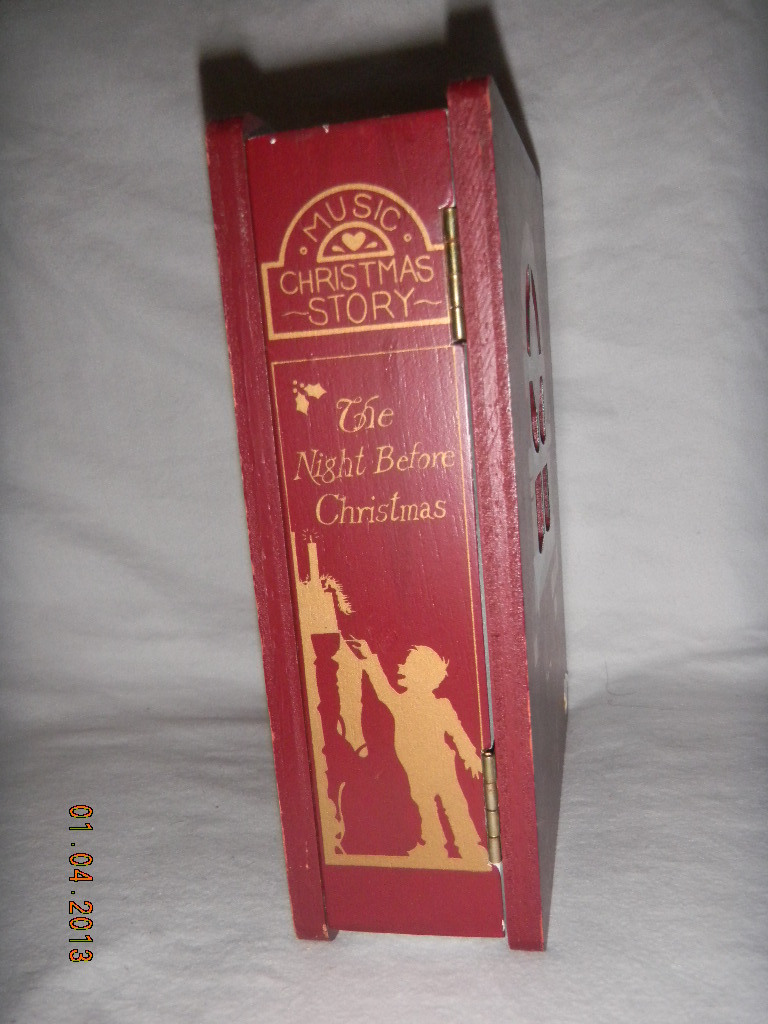 MUSIC
CHRISTMAS
~STORY~
The
Night Before
Christmas
01.04.2013